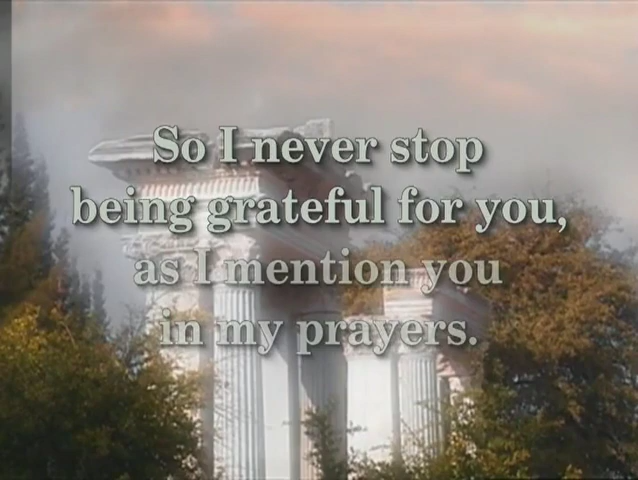 So I never stop
being grateful for you,
as I mention you
in my prayers.